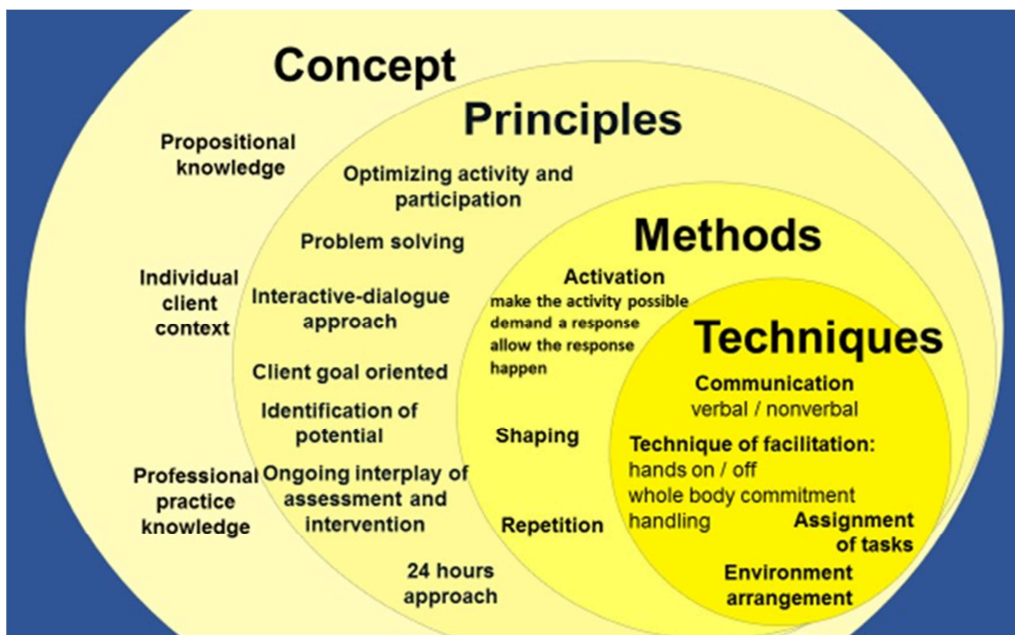 Concept
Propositional
knowledge
Individual
client
context
Professional
practice
knowledge
Principles
Optimizing activity and
participation
Problem solving
Interactive-dialogue
approach
Client goal oriented
Identification of
potential
Ongoing interplay of
assessment and
intervention
24 hours
approach
Methods
Activation
make the activity possible
demand a response
allow the response
happen
Shaping
Repetition
Techniques
Communication
verbal / nonverbal
Technique of facilitation:
hands on / off
whole body commitment
handling
Assignment
of tasks
Environment
arrangement